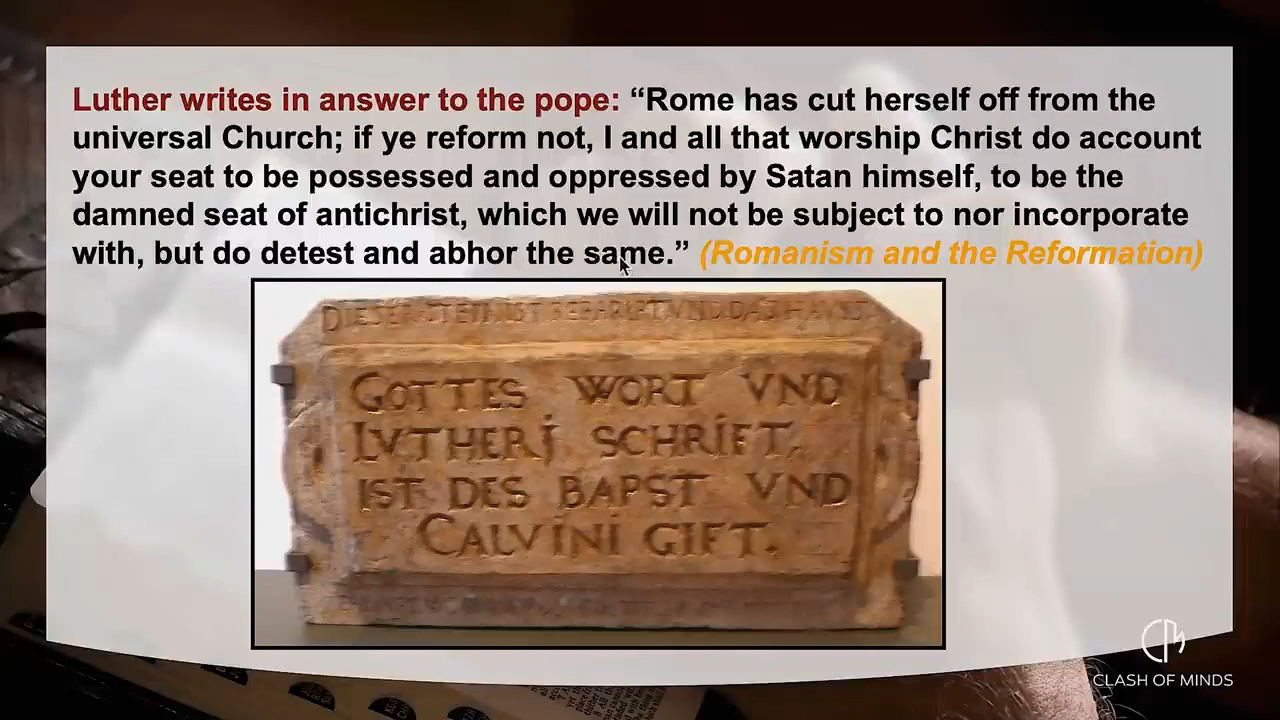 Luther writes in answer to the pope: “Rome has cut herself off from the
universal Church; if ye reform not, I and all that worship Christ do account
your seat to be possessed and oppressed by Satan himself, to be the
damned seat of antichrist, which we will not be subject to nor incorporate
with, but do detest and abhor the same.” (Romanism and the Reformation)
GOTTES WORT VND
LVTHERI SCHRIFT,
IST DES BAPST VND
CALVINI GIFT.
CLASH OF MINDS